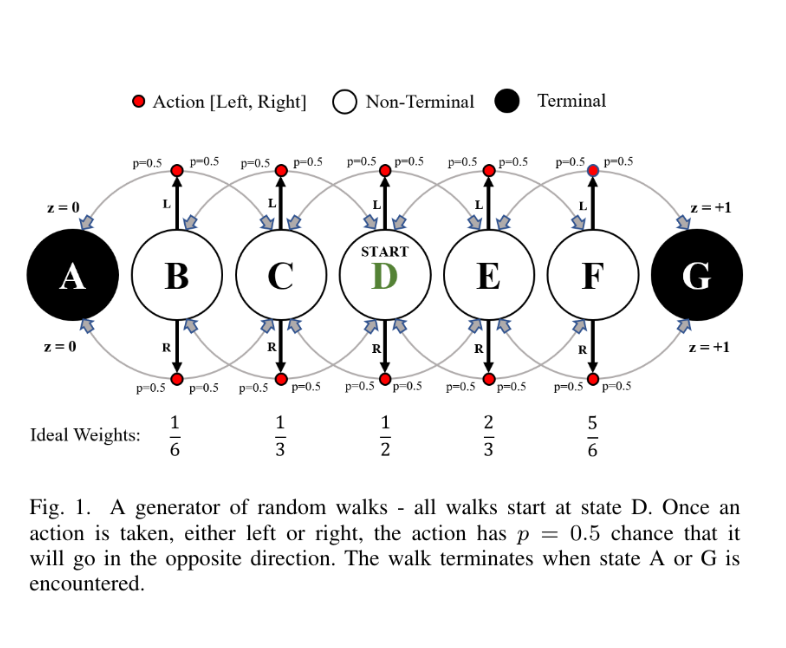 Action [Left, Right] Non-Terminal Terminal
p=0.5 p=0.5 p=0.5 p=0.5 p=0.5 p=0.5 p=0.5 p=0.5 p=0.5 p=0.5
z = 0 L L L L L z = +1
START
A B C D E F G
z = 0 R R R R R z = +1
p=0.5 p=0.5 p=0.5 p=0.5 p=0.5 p=0.5 p=0.5 p=0.5 p=0.5 p=0.5
Ideal Weights: 1/6 1/3 1/2 2/3 5/6
Fig. 1. A generator of random walks - all walks start at state D. Once an
action is taken, either left or right, the action has p = 0.5 chance that it
will go in the opposite direction. The walk terminates when state A or G is
encountered.